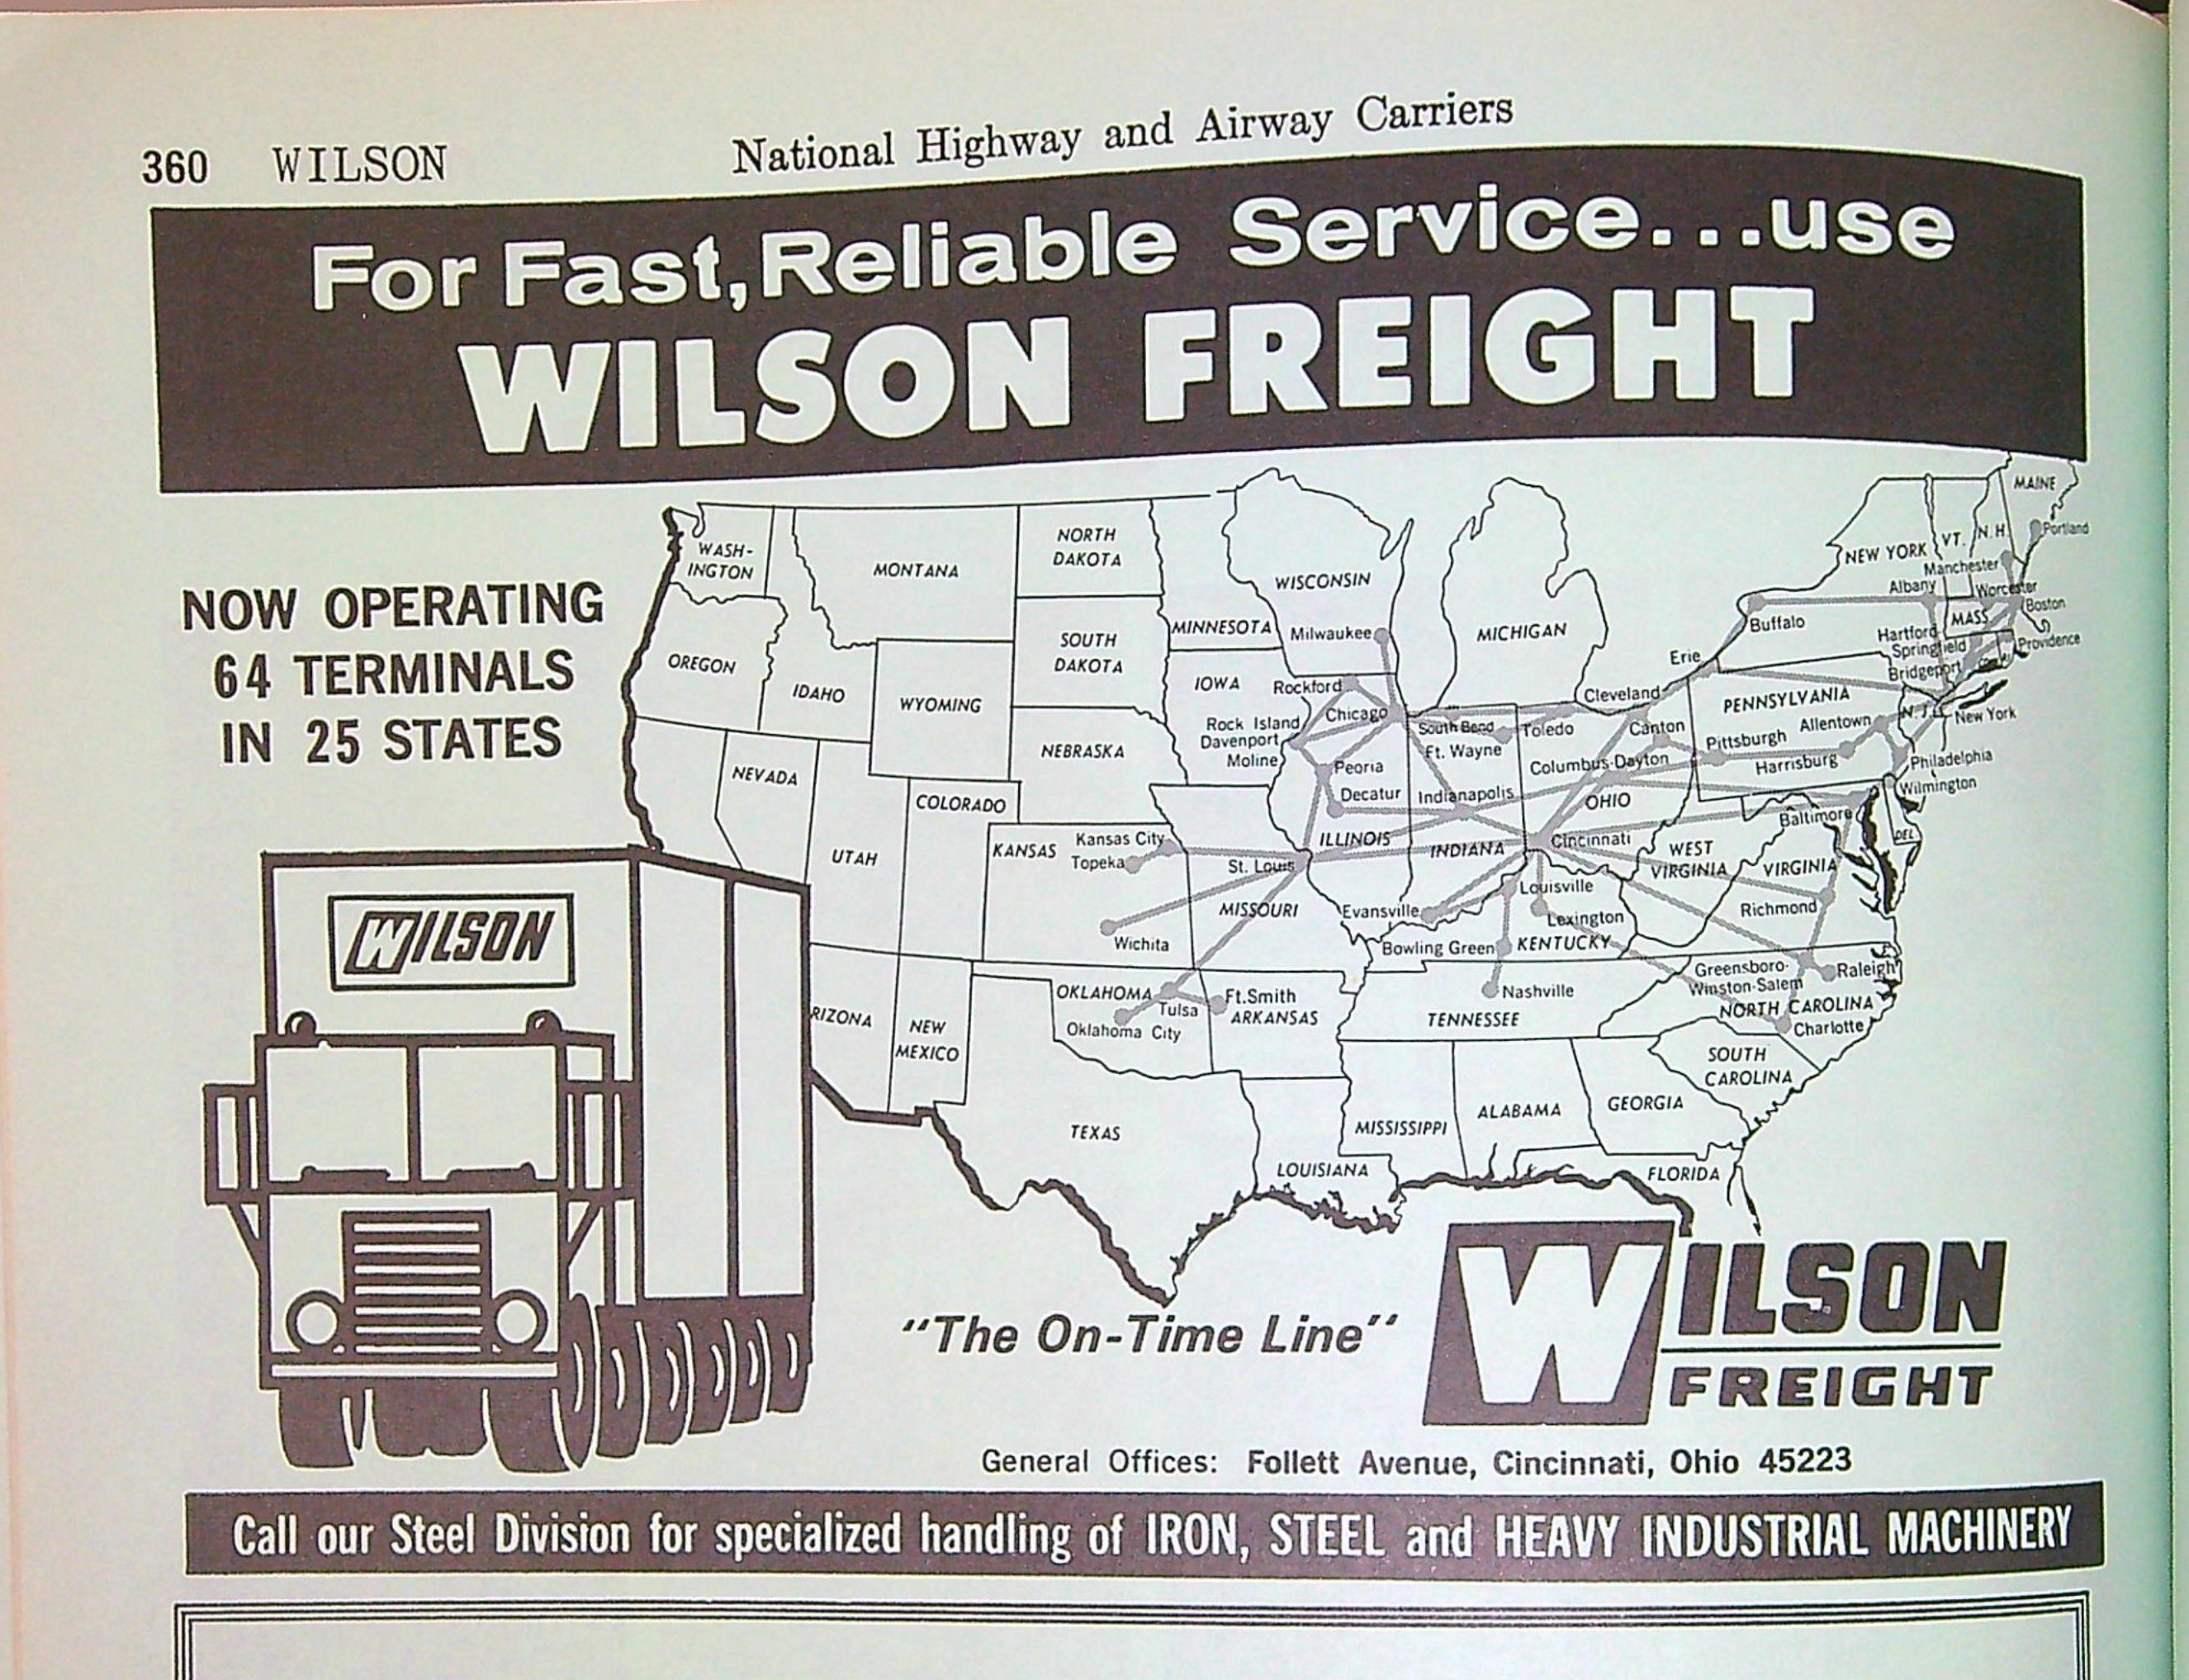 360 WILSON National Highway and Airway Carriers
For Fast, Reliable Service...use
WILSON FREIGHT
NOW OPERATING
64 TERMINALS
IN 25 STATES
WASH-
INGTON
MONTANA
NORTH
DAKOTA
MINNESOTA
WISCONSIN
MICHIGAN
NEW YORK
VT.
N.H.
MAINE
Portland
Manchester
Albany
Worcester
Boston
MASS
Buffalo
Hartford
Springfield
Providence
Bridgeport
OREGON
IDAHO
WYOMING
SOUTH
DAKOTA
IOWA
Milwaukee
Rockford
Chicago
Rock Island
Davenport
Moline
South Bend
Toledo
Cleveland
Erie
PENNSYLVANIA
Canton
Pittsburgh
Allentown
N.J.
New York
Ft. Wayne
Harrisburg
Philadelphia
Wilmington
NEVADA
UTAH
COLORADO
NEBRASKA
Peoria
Decatur
Indianapolis
Columbus-Dayton
OHIO
Baltimore
DEL
KANSAS
Kansas City
Topeka
St. Louis
ILLINOIS
INDIANA
Cincinnati
WEST
VIRGINIA
VIRGINIA
Wichita
MISSOURI
Evansville
Louisville
Lexington
Richmond
Bowling Green
KENTUCKY
RIZONA
NEW
MEXICO
OKLAHOMA
Tulsa
Oklahoma City
Ft.Smith
ARKANSAS
Nashville
TENNESSEE
Greensboro-
Winston-Salem
Raleigh
NORTH CAROLINA
Charlotte
SOUTH
CAROLINA
TEXAS
LOUISIANA
MISSISSIPPI
ALABAMA
GEORGIA
FLORIDA
WILSON
"The On-Time Line"
WILSON
FREIGHT
General Offices: Follett Avenue, Cincinnati, Ohio 45223
Call our Steel Division for specialized handling of IRON, STEEL and HEAVY INDUSTRIAL MACHINERY